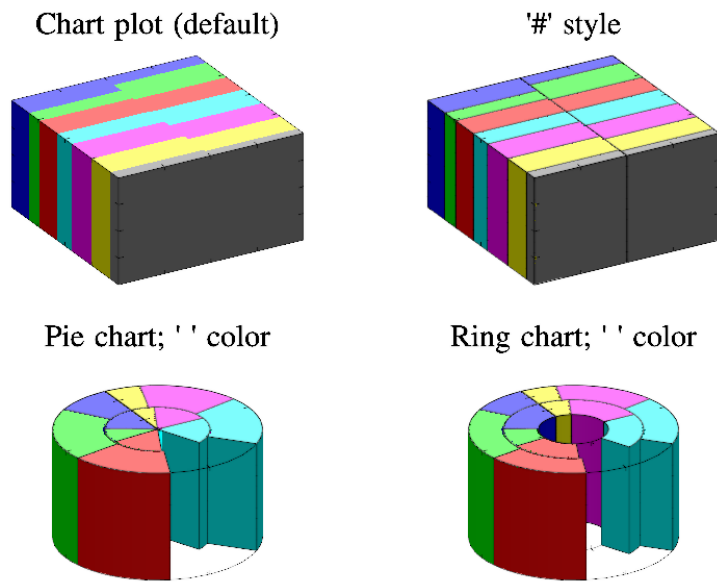 Chart plot (default)
'#' style
Pie chart; ' ' color
Ring chart; ' ' color